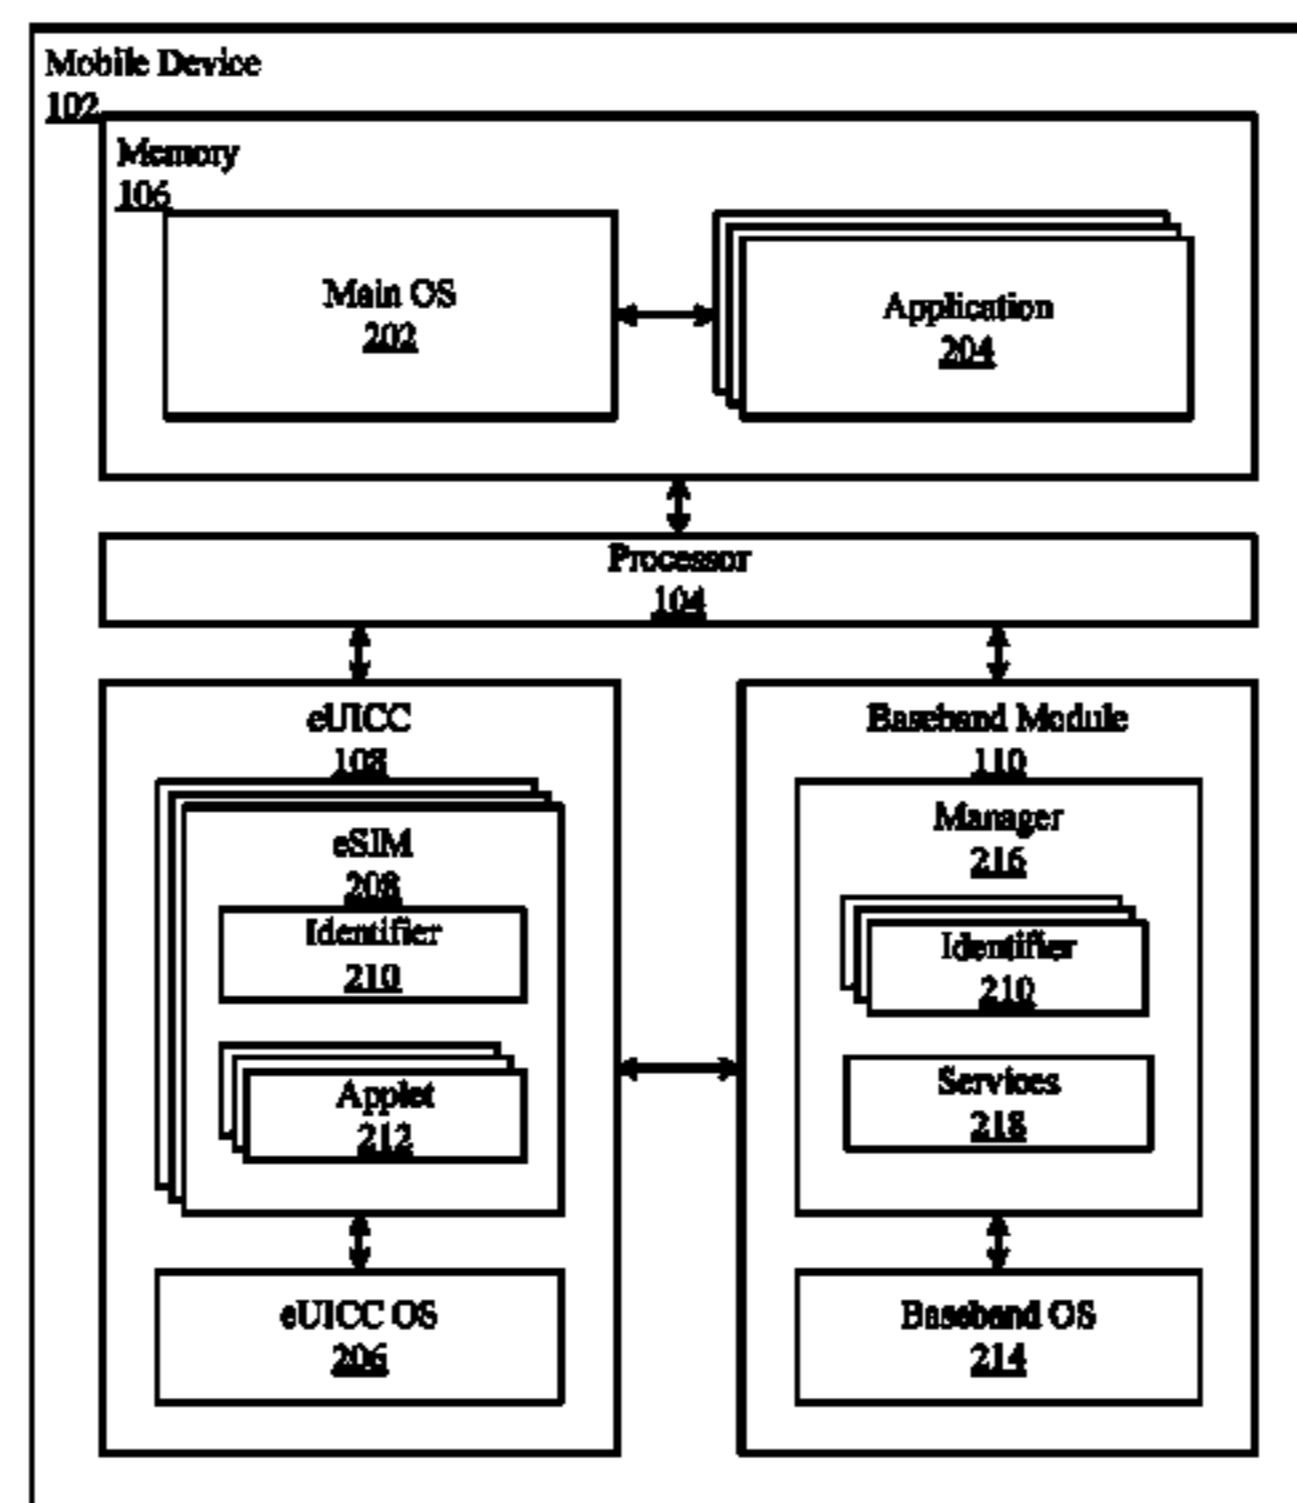 Mobile Device
102
Memory
106
Main OS
202
Application
204
Processor
104
eUICC
108
eSIM
208
Identifier
210
Applet
212
eUICC OS
206
Baseband Module
110
Manager
216
Identifier
210
Services
218
Baseband OS
214